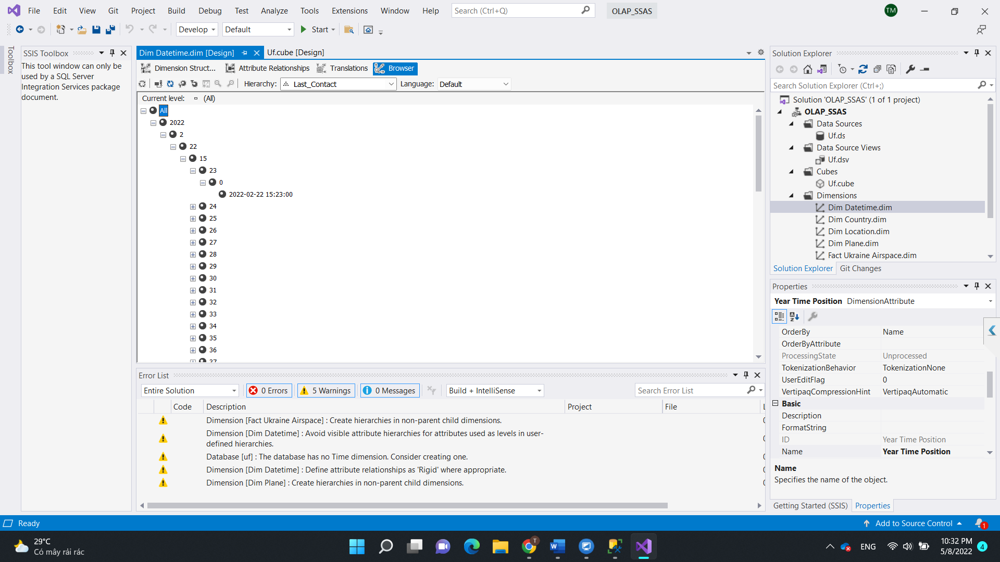 File Edit View Git Project Build Debug Test Analyze Tools Extensions Window Help Search (Ctrl+Q) OLAP_SSAS TM
Develop Default Start
Toolbox
SSIS Toolbox
This tool window can only be
used by a SQL Server
Integration Services package
document.
Dim Datetime.dim [Design] Uf.cube [Design]
Dimension Struct... Attribute Relationships Translations Browser
Hierarchy: Last_Contact Language: Default
Current level: (All)
All
2022
2
22
15
23
0
2022-02-22 15:23:00
24
25
26
27
28
29
30
31
32
33
34
35
36
37
Error List
Entire Solution 0 Errors 5 Warnings 0 Messages Build + IntelliSense Search Error List
Code Description Project File
Dimension [Fact Ukraine Airspace] : Create hierarchies in non-parent child dimensions.
Dimension [Dim Datetime] : Avoid visible attribute hierarchies for attributes used as levels in user-
defined hierarchies.
Database [uf] : The database has no Time dimension. Consider creating one.
Dimension [Dim Datetime] : Define attribute relationships as 'Rigid' where appropriate.
Dimension [Dim Plane] : Create hierarchies in non-parent child dimensions.
Solution Explorer
Search Solution Explorer (Ctrl+;)
Solution 'OLAP_SSAS' (1 of 1 project)
OLAP_SSAS
Data Sources
Uf.ds
Data Source Views
Uf.dsv
Cubes
Uf.cube
Dimensions
Dim Datetime.dim
Dim Country.dim
Dim Location.dim
Dim Plane.dim
Fact Ukraine Airspace.dim
Solution Explorer Git Changes
Properties
Year Time Position DimensionAttribute
OrderBy Name
OrderByAttribute
ProcessingState Unprocessed
TokenizationBehavior TokenizationNone
UserEditFlag 0
VertipaqCompressionHint VertipaqAutomatic
Basic
Description
FormatString
ID Year Time Position
Name Year Time Position
Name
Specifies the name of the object.
Getting Started (SSIS) Properties
Ready Add to Source Control 1
29°C
Có mây rải rác
ENG
10:32 PM
5/8/2022
4